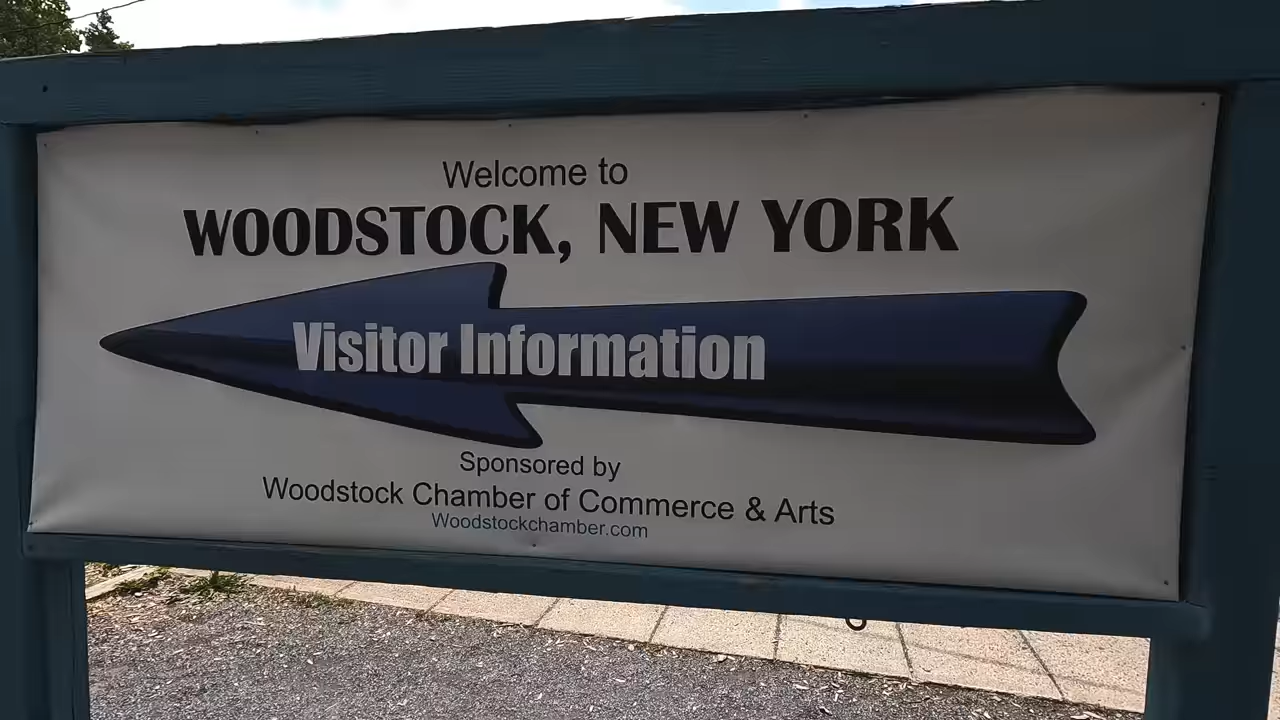 Welcome to
WOODSTOCK, NEW YORK
Visitor Information
Sponsored by
Woodstock Chamber of Commerce & Arts
Woodstockchamber.com